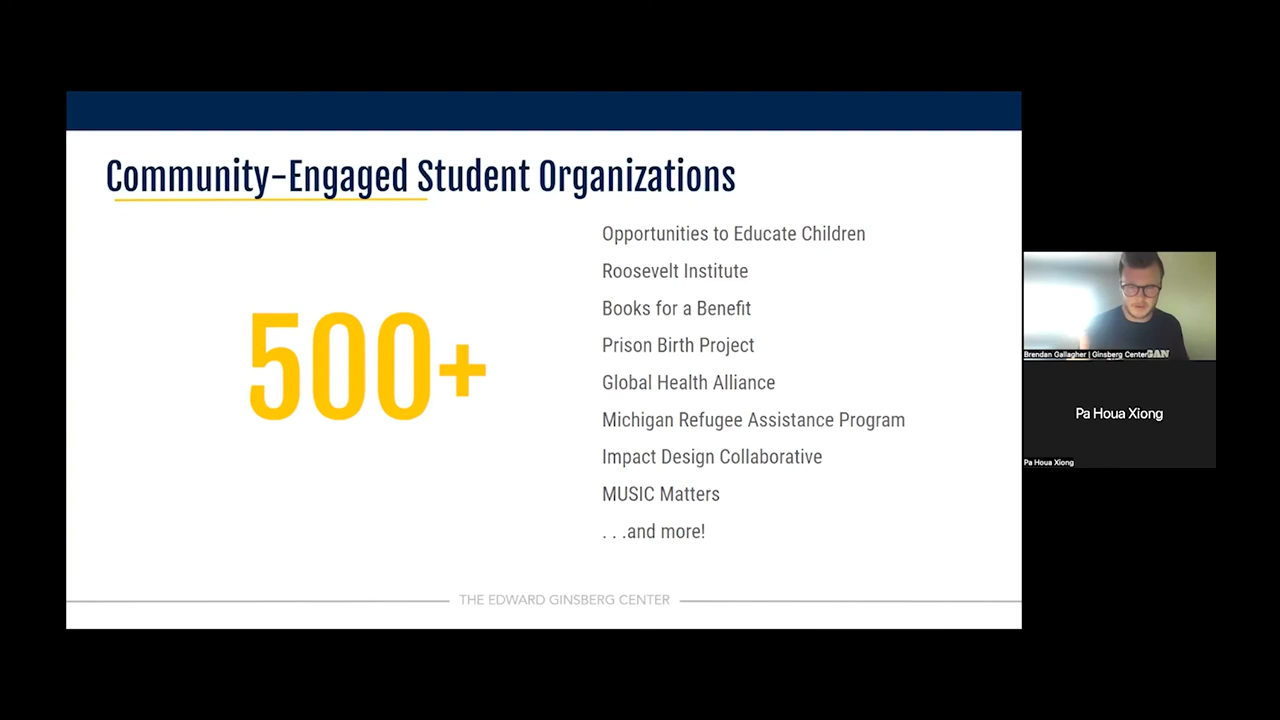 Community-Engaged Student Organizations
500+
Opportunities to Educate Children
Roosevelt Institute
Books for a Benefit
Prison Birth Project
Global Health Alliance
Michigan Refugee Assistance Program
Impact Design Collaborative
MUSIC Matters
. . .and more!
THE EDWARD GINSBERG CENTER
Brendan Gallagher | Ginsberg Center
Pa Houa Xiong
Pa Houa Xiong